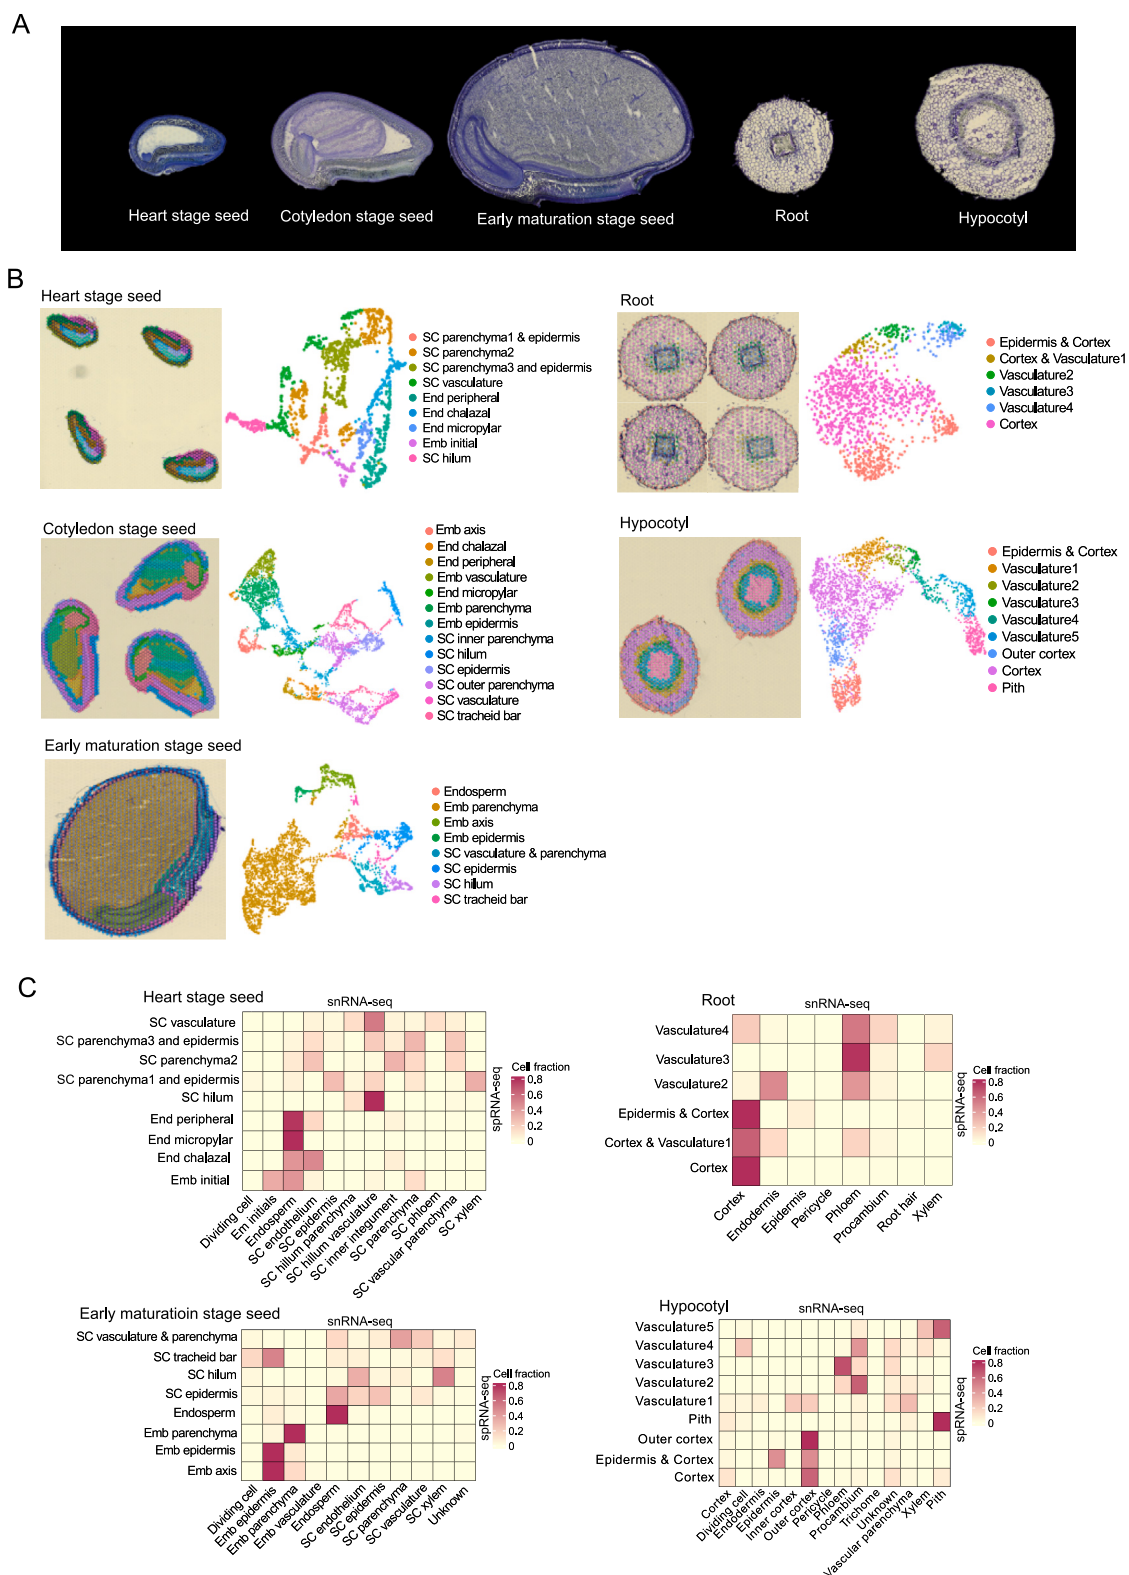 A
Heart stage seed
Cotyledon stage seed
Early maturation stage seed
Root
Hypocotyl
B
Heart stage seed
SC parenchyma1 & epidermis
SC parenchyma2
SC parenchyma3 and epidermis
SC vasculature
End peripheral
End chalazal
End micropylar
Emb initial
SC hilum
Root
Epidermis & Cortex
Cortex & Vasculature1
Vasculature2
Vasculature3
Vasculature4
Cortex
Cotyledon stage seed
Emb axis
End chalazal
End peripheral
Emb vasculature
End micropylar
Emb parenchyma
Emb epidermis
SC inner parenchyma
SC hilum
SC epidermis
SC outer parenchyma
SC vasculature
SC tracheid bar
Hypocotyl
Epidermis & Cortex
Vasculature1
Vasculature2
Vasculature3
Vasculature4
Vasculature5
Outer cortex
Cortex
Pith
Early maturation stage seed
Endosperm
Emb parenchyma
Emb axis
Emb epidermis
SC vasculature & parenchyma
SC epidermis
SC hilum
SC tracheid bar
C
Heart stage seed
snRNA-seq
SC vasculature
SC parenchyma3 and epidermis
SC parenchyma2
SC parenchyma1 and epidermis
SC hilum
End peripheral
End micropylar
End chalazal
Emb initial
Dividing cell
Em initials
Endosperm
SC endothelium
SC epidermis
SC hillum parenchyma
SC hillum vasculature
SC inner integument
SC parenchyma
SC phloem
SC vascular parenchyma
SC xylem
spRNA-seq
Cell fraction
0.8
0.6
0.4
0.2
0
Root
snRNA-seq
Vasculature4
Vasculature3
Vasculature2
Epidermis & Cortex
Cortex & Vasculature1
Cortex
Cortex
Endodermis
Epidermis
Pericycle
Phloem
Procambium
Root hair
Xylem
spRNA-seq
Cell fraction
0.8
0.6
0.4
0.2
0
Early maturatioin stage seed
snRNA-seq
SC vasculature & parenchyma
SC tracheid bar
SC hilum
SC epidermis
Endosperm
Emb parenchyma
Emb epidermis
Emb axis
Dividing cell
Emb epidermis
Emb parenchyma
Emb vasculature
Endosperm
SC endothelium
SC epidermis
SC parenchyma
SC vasculature
SC xylem
Unknown
spRNA-seq
Cell fraction
0.8
0.6
0.4
0.2
0
Hypocotyl
snRNA-seq
Vasculature5
Vasculature4
Vasculature3
Vasculature2
Vasculature1
Pith
Outer cortex
Epidermis & Cortex
Cortex
Cortex
Dividing cell
Endodermis
Epidermis
Inner cortex
Outer cortex
Pericycle
Phloem
Procambium
Trichome
Unknown
Vascular parenchyma
Xylem
Pith
spRNA-seq
Cell fraction
0.8
0.6
0.4
0.2
0